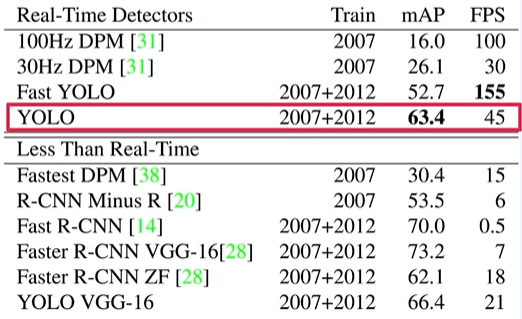 Real-Time Detectors Train mAP FPS
100Hz DPM [31] 2007 16.0 100
30Hz DPM [31] 2007 26.1 30
Fast YOLO 2007+2012 52.7 155
YOLO 2007+2012 63.4 45
Less Than Real-Time
Fastest DPM [38] 2007 30.4 15
R-CNN Minus R [20] 2007 53.5 6
Fast R-CNN [14] 2007+2012 70.0 0.5
Faster R-CNN VGG-16[28] 2007+2012 73.2 7
Faster R-CNN ZF [28] 2007+2012 62.1 18
YOLO VGG-16 2007+2012 66.4 21